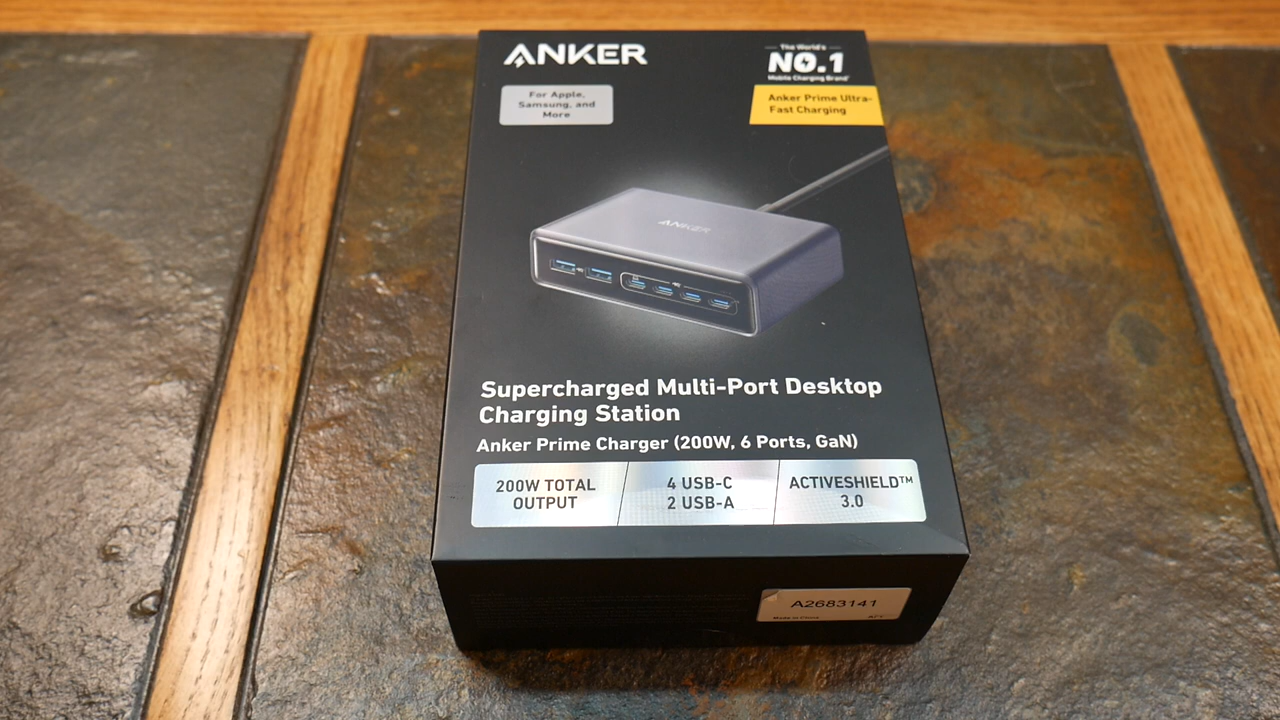 ANKER
The World's
NO.1
Mobile Charging Brand*
For Apple,
Samsung, and
More
Anker Prime Ultra-
Fast Charging
ANKER
Supercharged Multi-Port Desktop
Charging Station
Anker Prime Charger (200W, 6 Ports, GaN)
200W TOTAL
OUTPUT
4 USB-C
2 USB-A
ACTIVESHIELD™
3.0
A2683141
Made in China